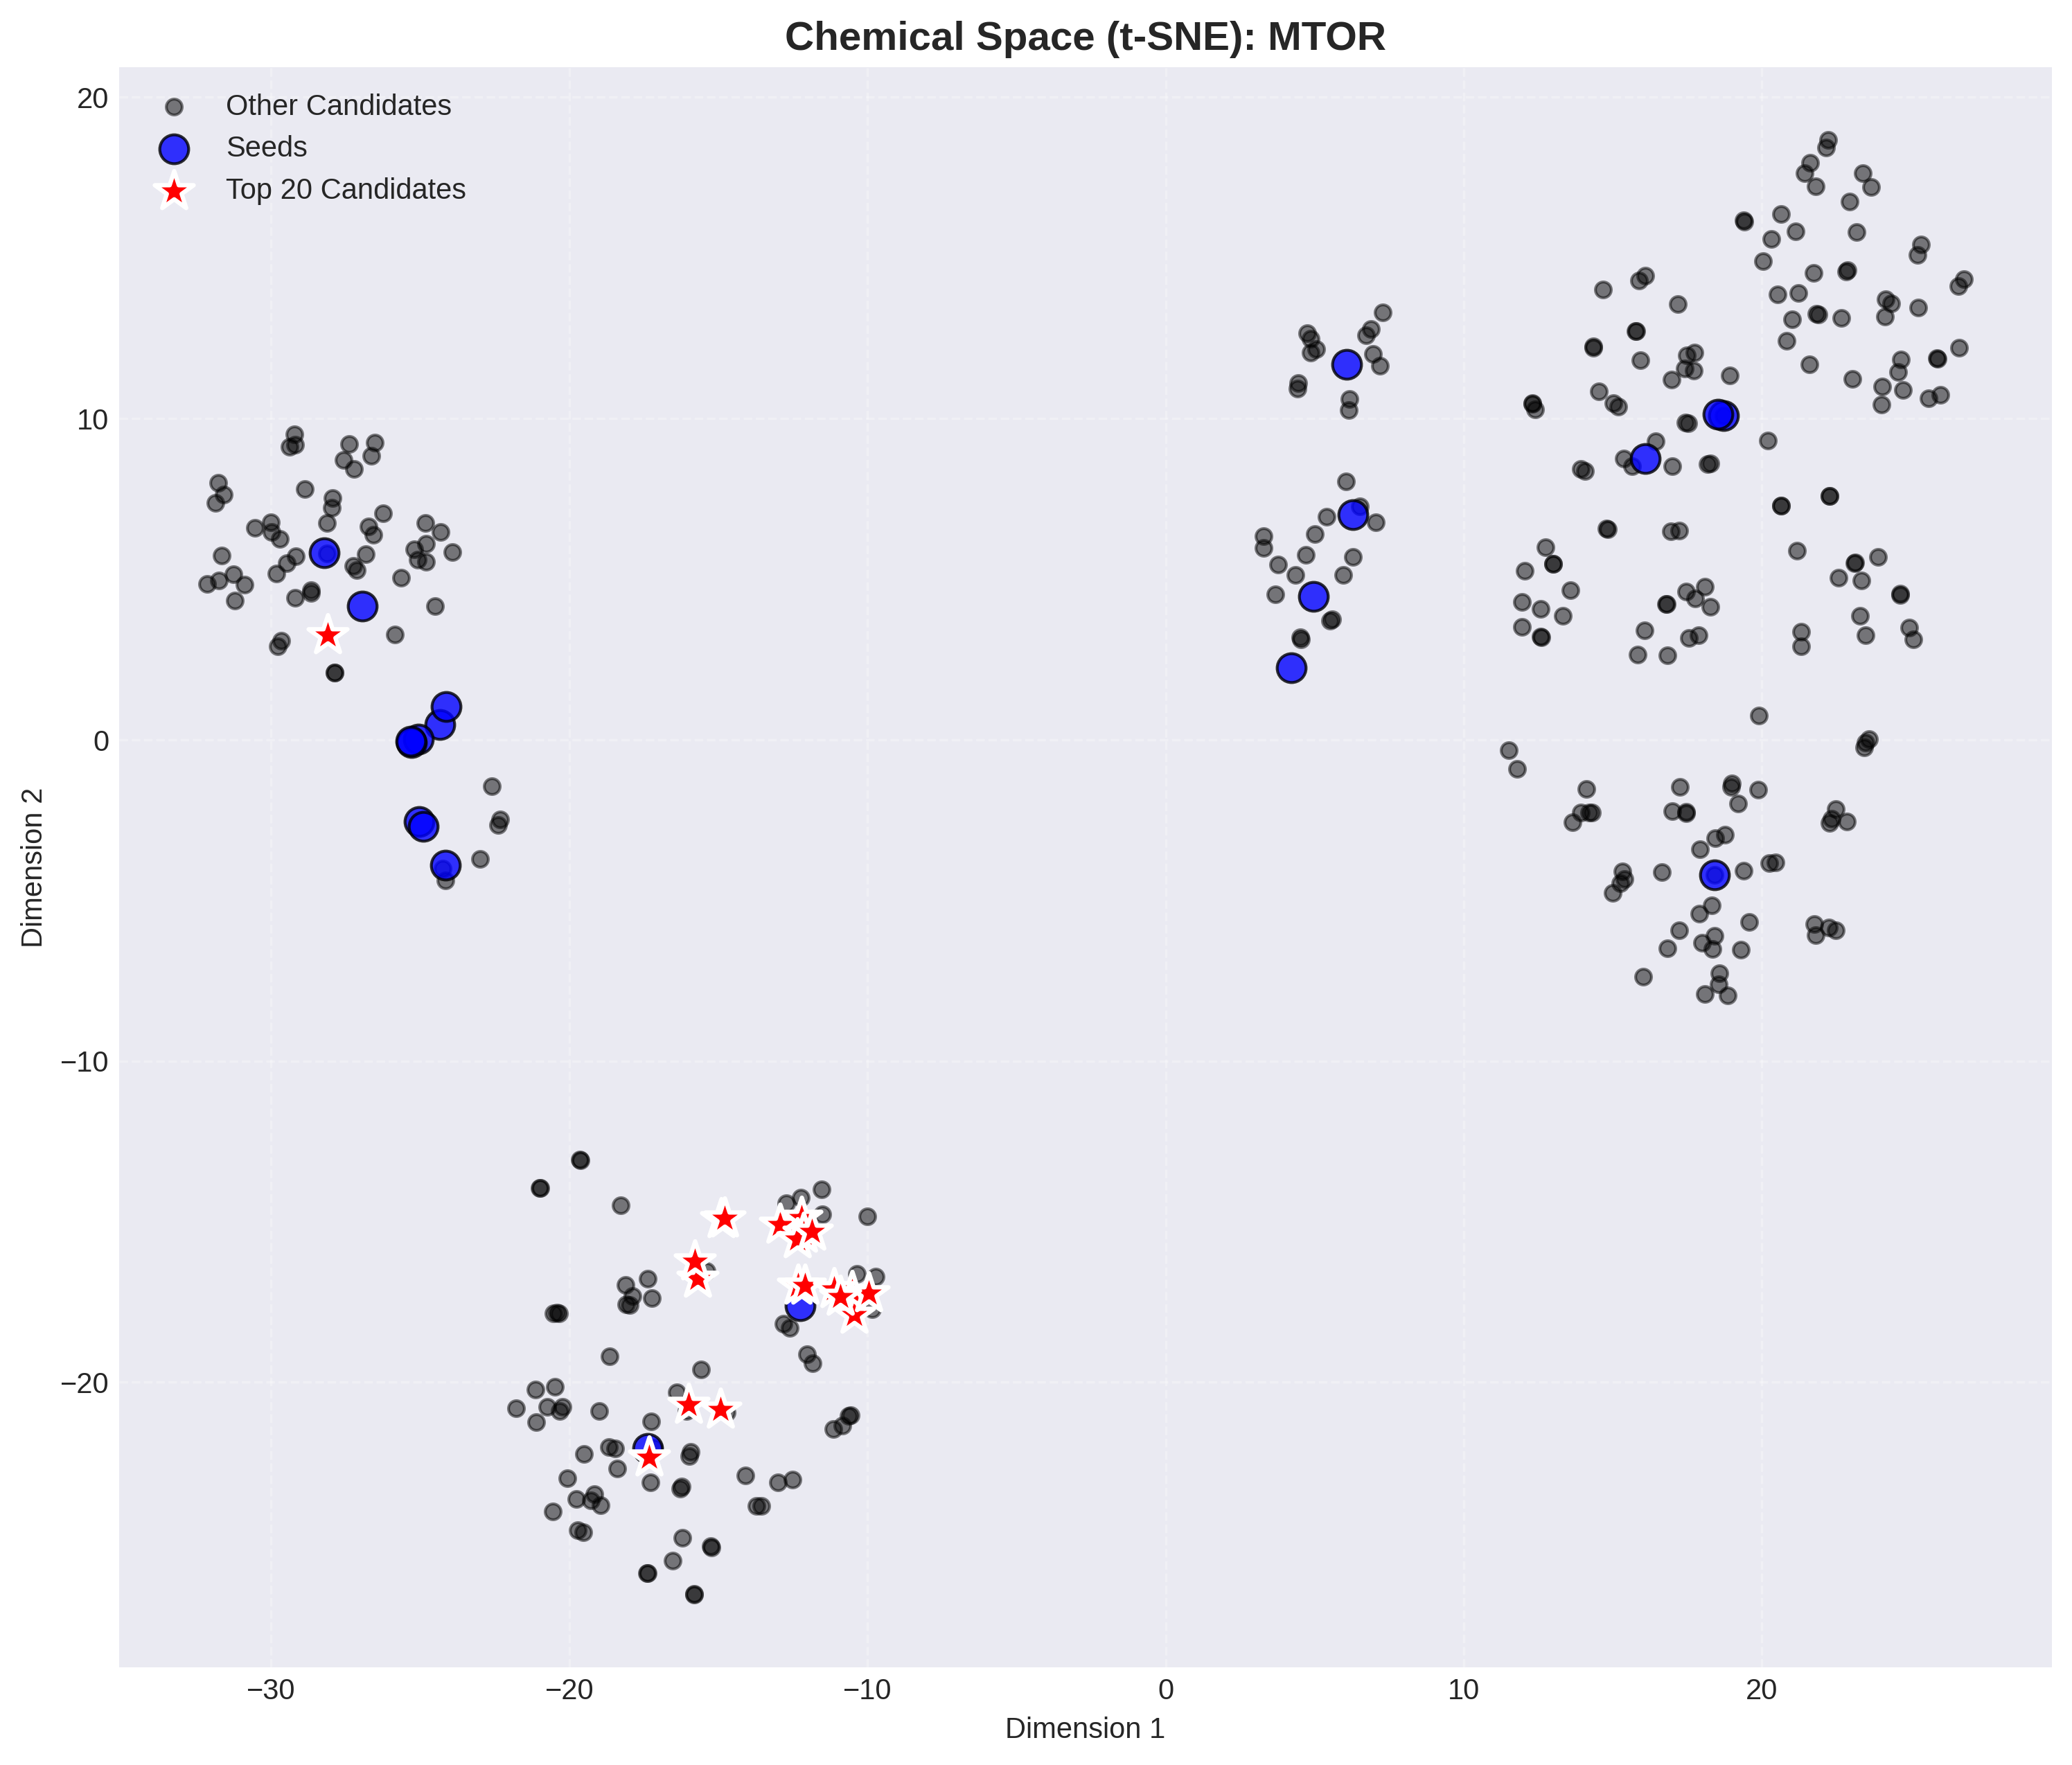 Chemical Space (t-SNE): MTOR
Other Candidates
Seeds
Top 20 Candidates
20
10
0
−10
−20
Dimension 2
−30
−20
−10
0
10
20
Dimension 1